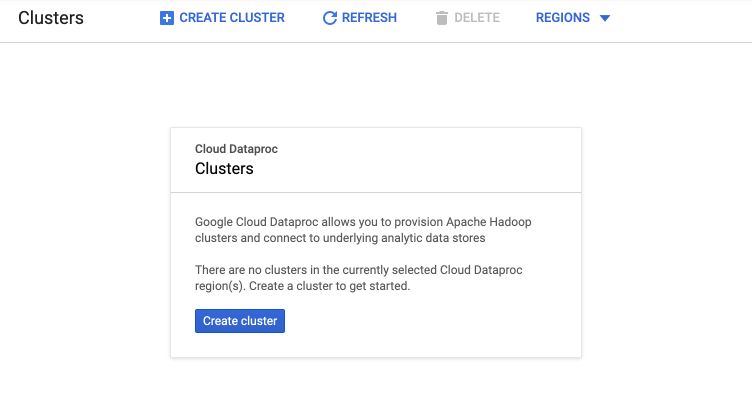 Clusters CREATE CLUSTER REFRESH DELETE REGIONS
Cloud Dataproc
Clusters
Google Cloud Dataproc allows you to provision Apache Hadoop
clusters and connect to underlying analytic data stores
There are no clusters in the currently selected Cloud Dataproc
region(s). Create a cluster to get started.
Create cluster